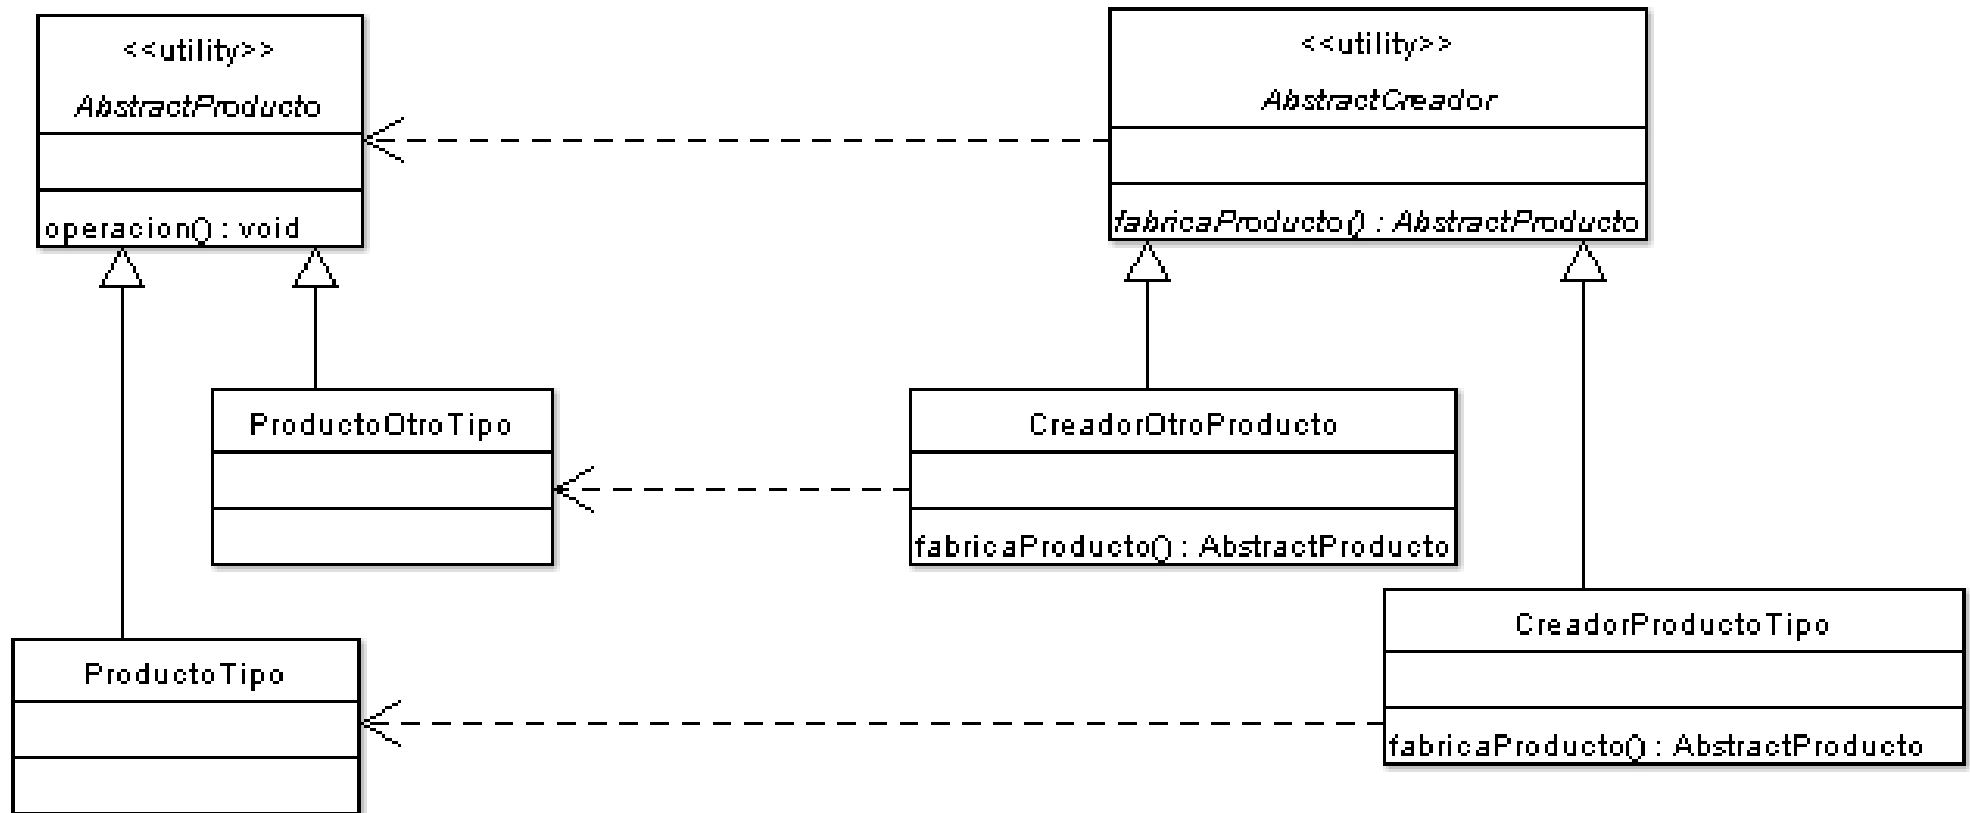 <<utility>>
AbstractProducto
operacion() : void
<<utility>>
AbstractCreador
fabricaProducto() : AbstractProducto
ProductoOtroTipo
CreadorOtroProducto
fabricaProducto() : AbstractProducto
CreadorProductoTipo
fabricaProducto() : AbstractProducto
ProductoTipo